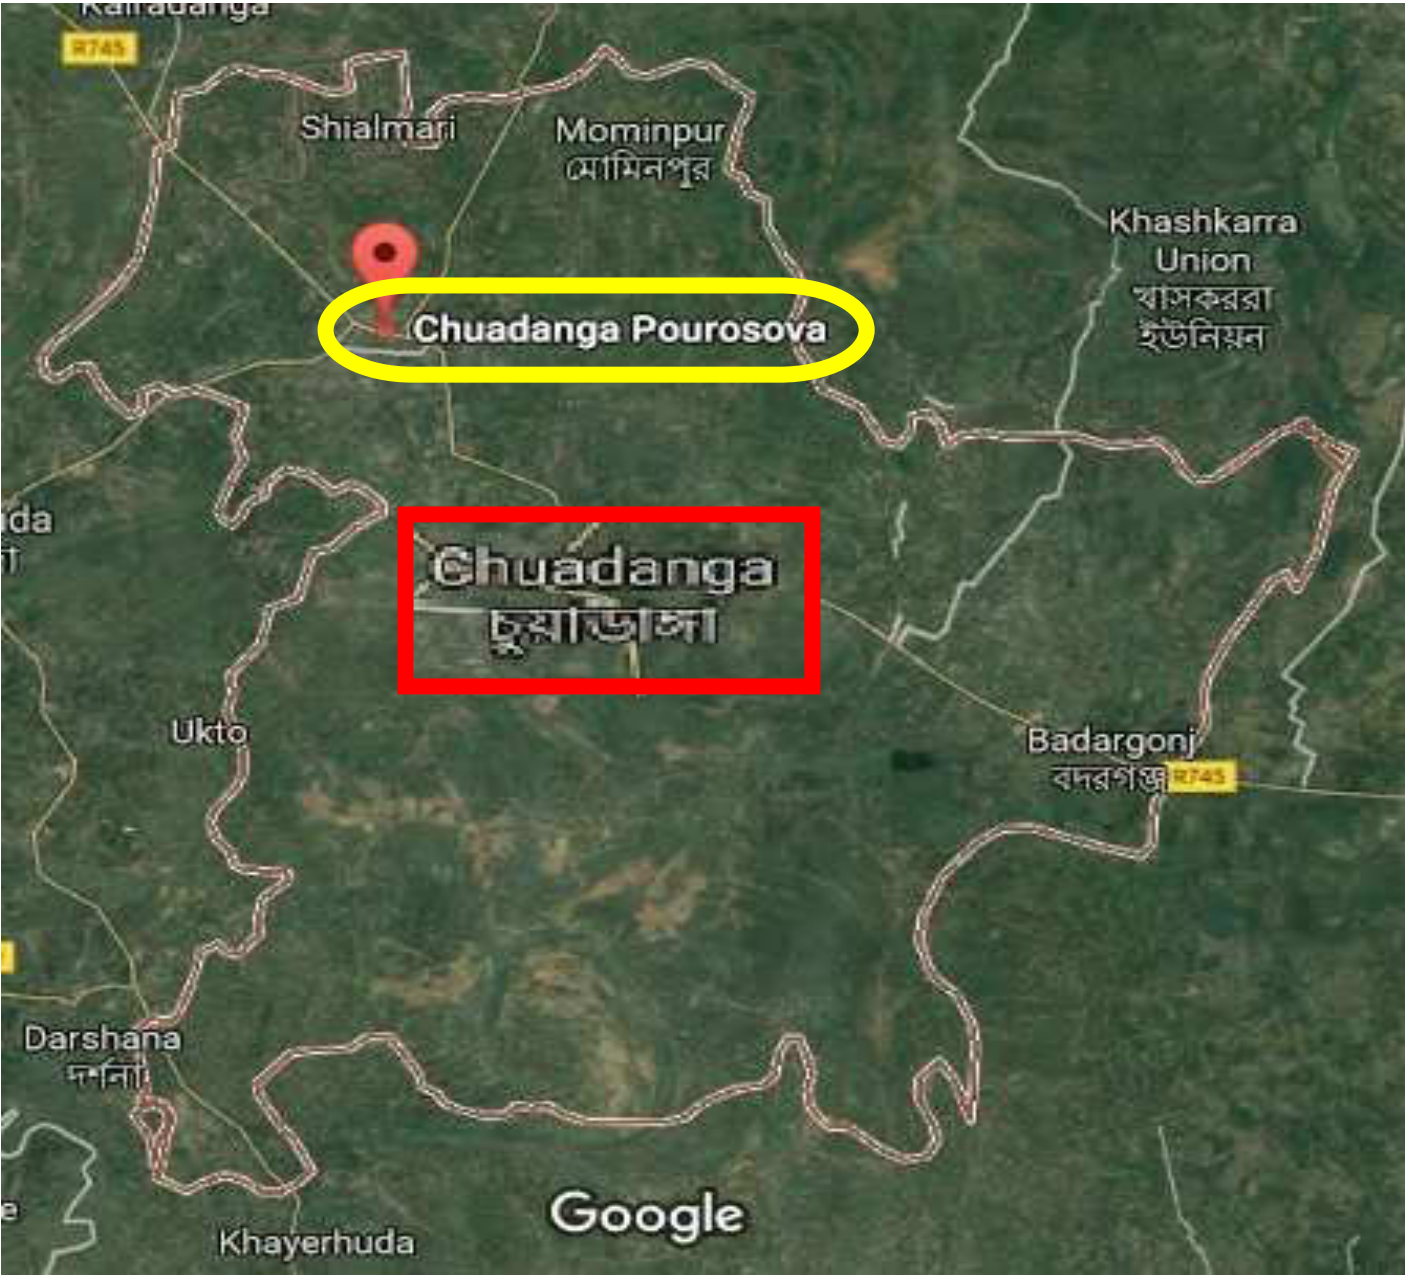 Kairadanga
R745
Shialmari
Mominpur
মোমিনপুর
Khashkarra
Union
খাসকররা
ইউনিয়ন
Chuadanga Pourosova
Chuadanga
চুয়াডাঙ্গা
Ukto
Badargonj
বদরগঞ্জ
R745
Darshana
দর্শনা
Google
Khayerhuda